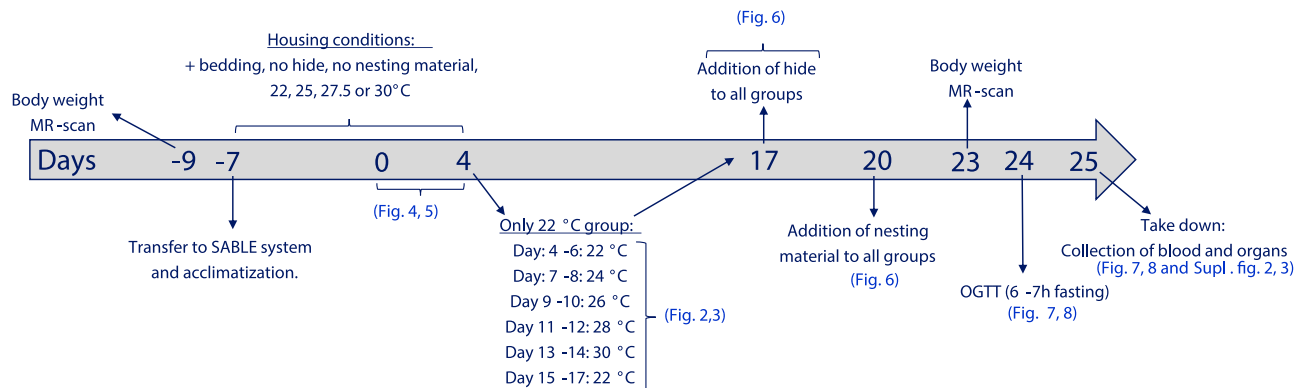 (Fig. 6)
Housing conditions:
+ bedding, no hide, no nesting material,
22, 25, 27.5 or 30°C
Addition of hide
to all groups
Body weight
MR-scan
Body weight
MR -scan
Days -9 -7 0 4 17 20 23 24 25
(Fig. 4, 5)
Transfer to SABLE system
and acclimatization.
Only 22 °C group:
Day: 4 -6: 22 °C
Day: 7 -8: 24 °C
Day 9 -10: 26 °C
Day 11 -12: 28 °C
Day 13 -14: 30 °C
Day 15 -17: 22 °C
(Fig. 2,3)
Addition of nesting
material to all groups
(Fig. 6)
OGTT (6 -7h fasting)
(Fig. 7, 8)
Take down:
Collection of blood and organs
(Fig. 7, 8 and Supl . fig. 2, 3)